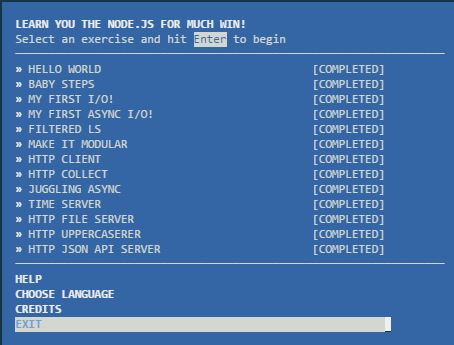 LEARN YOU THE NODE.JS FOR MUCH WIN!
Select an exercise and hit Enter to begin
» HELLO WORLD [COMPLETED]
» BABY STEPS [COMPLETED]
» MY FIRST I/O! [COMPLETED]
» MY FIRST ASYNC I/O! [COMPLETED]
» FILTERED LS [COMPLETED]
» MAKE IT MODULAR [COMPLETED]
» HTTP CLIENT [COMPLETED]
» HTTP COLLECT [COMPLETED]
» JUGGLING ASYNC [COMPLETED]
» TIME SERVER [COMPLETED]
» HTTP FILE SERVER [COMPLETED]
» HTTP UPPERCASERER [COMPLETED]
» HTTP JSON API SERVER [COMPLETED]
HELP
CHOOSE LANGUAGE
CREDITS
EXIT